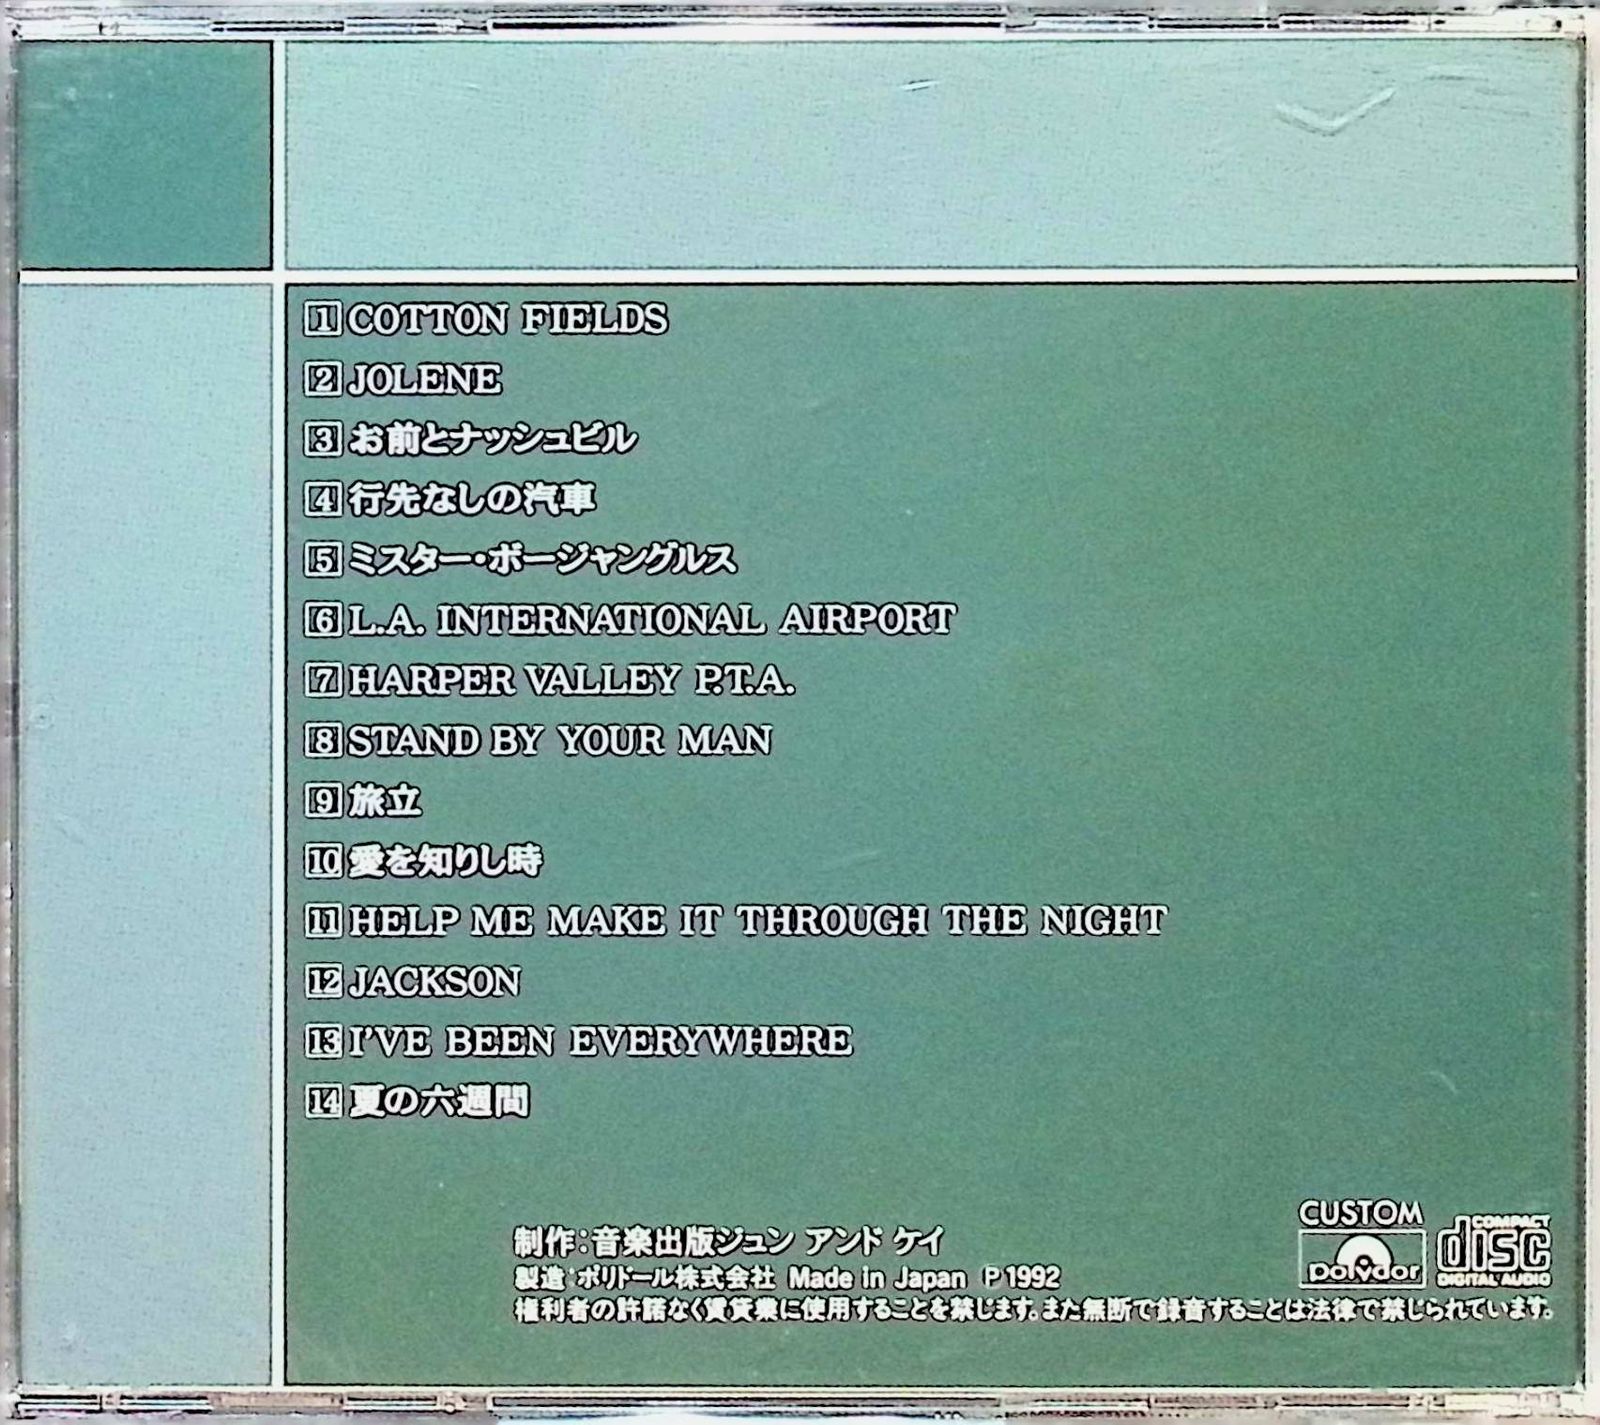 1 COTTON FIELDS
2 JOLENE
3 お前とナッシュビル
4 行先なしの汽車
5 ミスター・ボージャングルス
6 L.A. INTERNATIONAL AIRPORT
7 HARPER VALLEY P.T.A.
8 STAND BY YOUR MAN
9 旅立
10 愛を知りし時
11 HELP ME MAKE IT THROUGH THE NIGHT
12 JACKSON
13 I'VE BEEN EVERYWHERE
14 夏の六週間
制作:音楽出版ジュン アンド ケイ
製造:ポリドール株式会社 Made in Japan Ⓟ1992
権利者の許諾なく賃貸業に使用することを禁じます。また無断で録音することは法律で禁じられています。
CUSTOM
polydor
COMPACT
disc
DIGITAL AUDIO